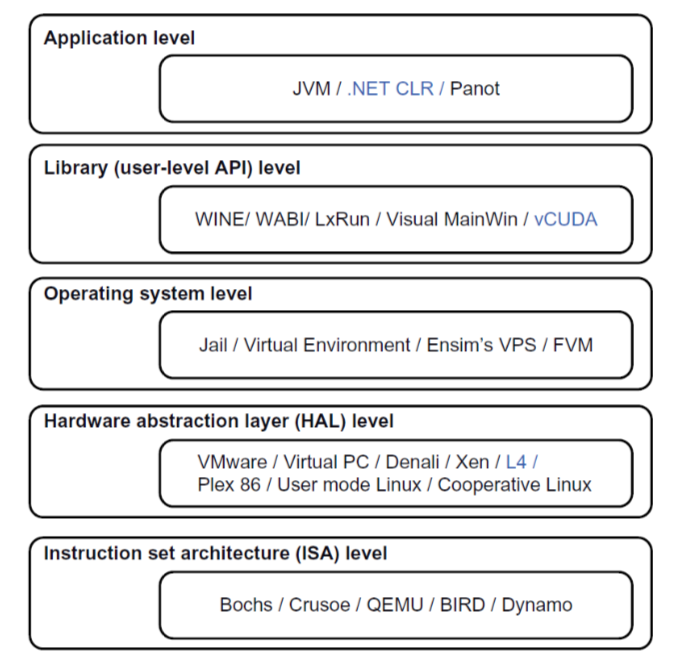 Application level
JVM / .NET CLR / Panot
Library (user-level API) level
WINE/ WABI/ LxRun / Visual MainWin / vCUDA
Operating system level
Jail / Virtual Environment / Ensim's VPS / FVM
Hardware abstraction layer (HAL) level
VMware / Virtual PC / Denali / Xen / L4 /
Plex 86 / User mode Linux / Cooperative Linux
Instruction set architecture (ISA) level
Bochs / Crusoe / QEMU / BIRD / Dynamo